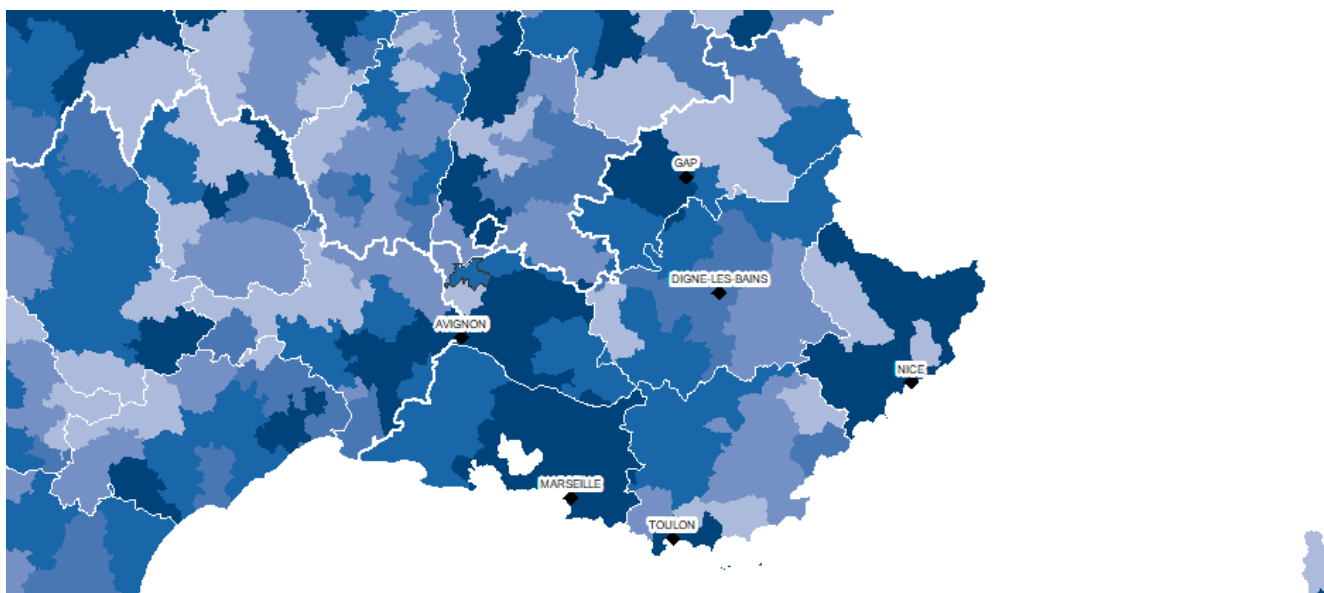 GAP
DIGNE-LES-BAINS
AVIGNON
NICE
MARSEILLE
TOULON